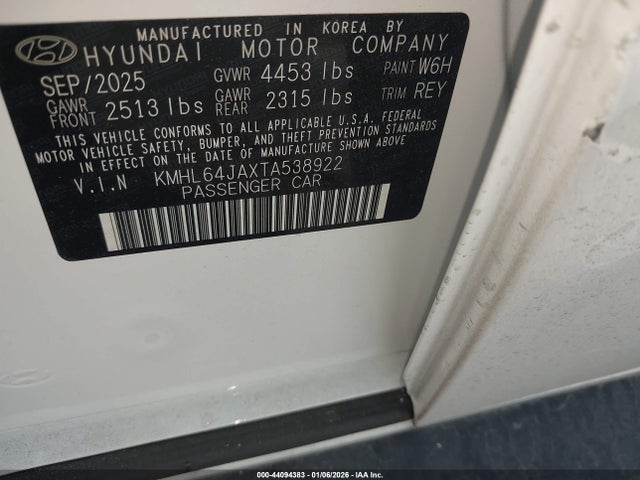 MANUFACTURED IN KOREA BY
HYUNDAI MOTOR COMPANY
SEP/2025 GVWR 4453 lbs PAINT W6H
GAWR FRONT 2513 lbs GAWR REAR 2315 lbs TRIM REY
THIS VEHICLE CONFORMS TO ALL APPLICABLE U.S.A. FEDERAL
MOTOR VEHICLE SAFETY, BUMPER, AND THEFT PREVENTION STANDARDS
IN EFFECT ON THE DATE OF MANUFACTURE SHOWN ABOVE.
V.I.N KMHL64JAXTA538922
PASSENGER CAR
000-44094383 - 01/06/2026 - IAA Inc.